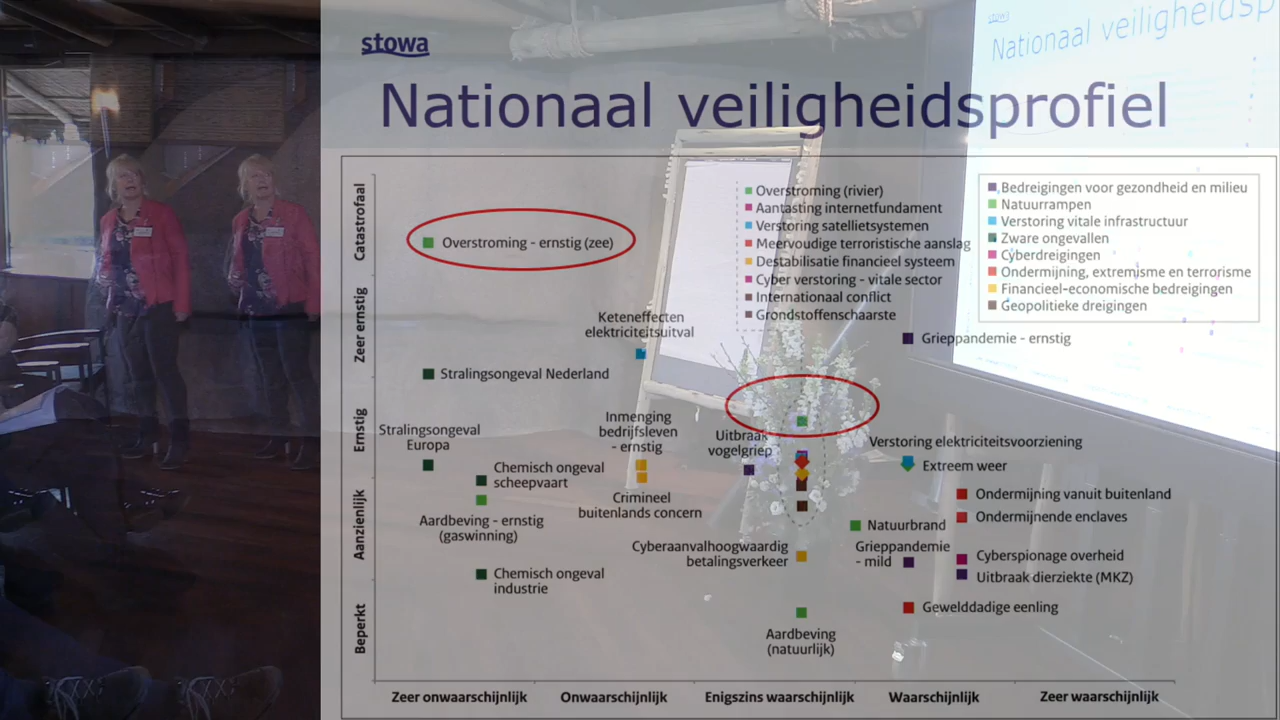 stowa
Nationaal veiligheidsprofiel
stowa
Nationaal veiligheidsp
Catastrofaal
Zeer ernstig
Ernstig
Aanzienlijk
Beperkt
Overstroming - ernstig (zee)
Overstroming (rivier)
Aantasting internetfundament
Verstoring satellietsystemen
Meervoudige terroristische aanslag
Destabilisatie financieel systeem
Cyber verstoring - vitale sector
Internationaal conflict
Grondstoffenschaarste
Bedreigingen voor gezondheid en milieu
Natuurrampen
Verstoring vitale infrastructuur
Zware ongevallen
Cyberdreigingen
Ondermijning, extremisme en terrorisme
Financieel-economische bedreigingen
Geopolitieke dreigingen
Keteneffecten
elektriciteitsuitval
Grieppandemie - ernstig
Stralingsongeval Nederland
Stralingsongeval
Europa
Inmenging
bedrijfsleven
- ernstig
Uitbraak
vogelgriep
Verstoring elektriciteitsvoorziening
Extreem weer
Chemisch ongeval
scheepvaart
Crimineel
buitenlands concern
Ondermijning vanuit buitenland
Ondermijnende enclaves
Aardbeving - ernstig
(gaswinning)
Natuurbrand
Cyberaanvalhoogwaardig
betalingsverkeer
Grieppandemie
- mild
Cyberspionage overheid
Uitbraak dierziekte (MKZ)
Chemisch ongeval
industrie
Gewelddadige eenling
Aardbeving
(natuurlijk)
Zeer onwaarschijnlijk
Onwaarschijnlijk
Enigszins waarschijnlijk
Waarschijnlijk
Zeer waarschijnlijk